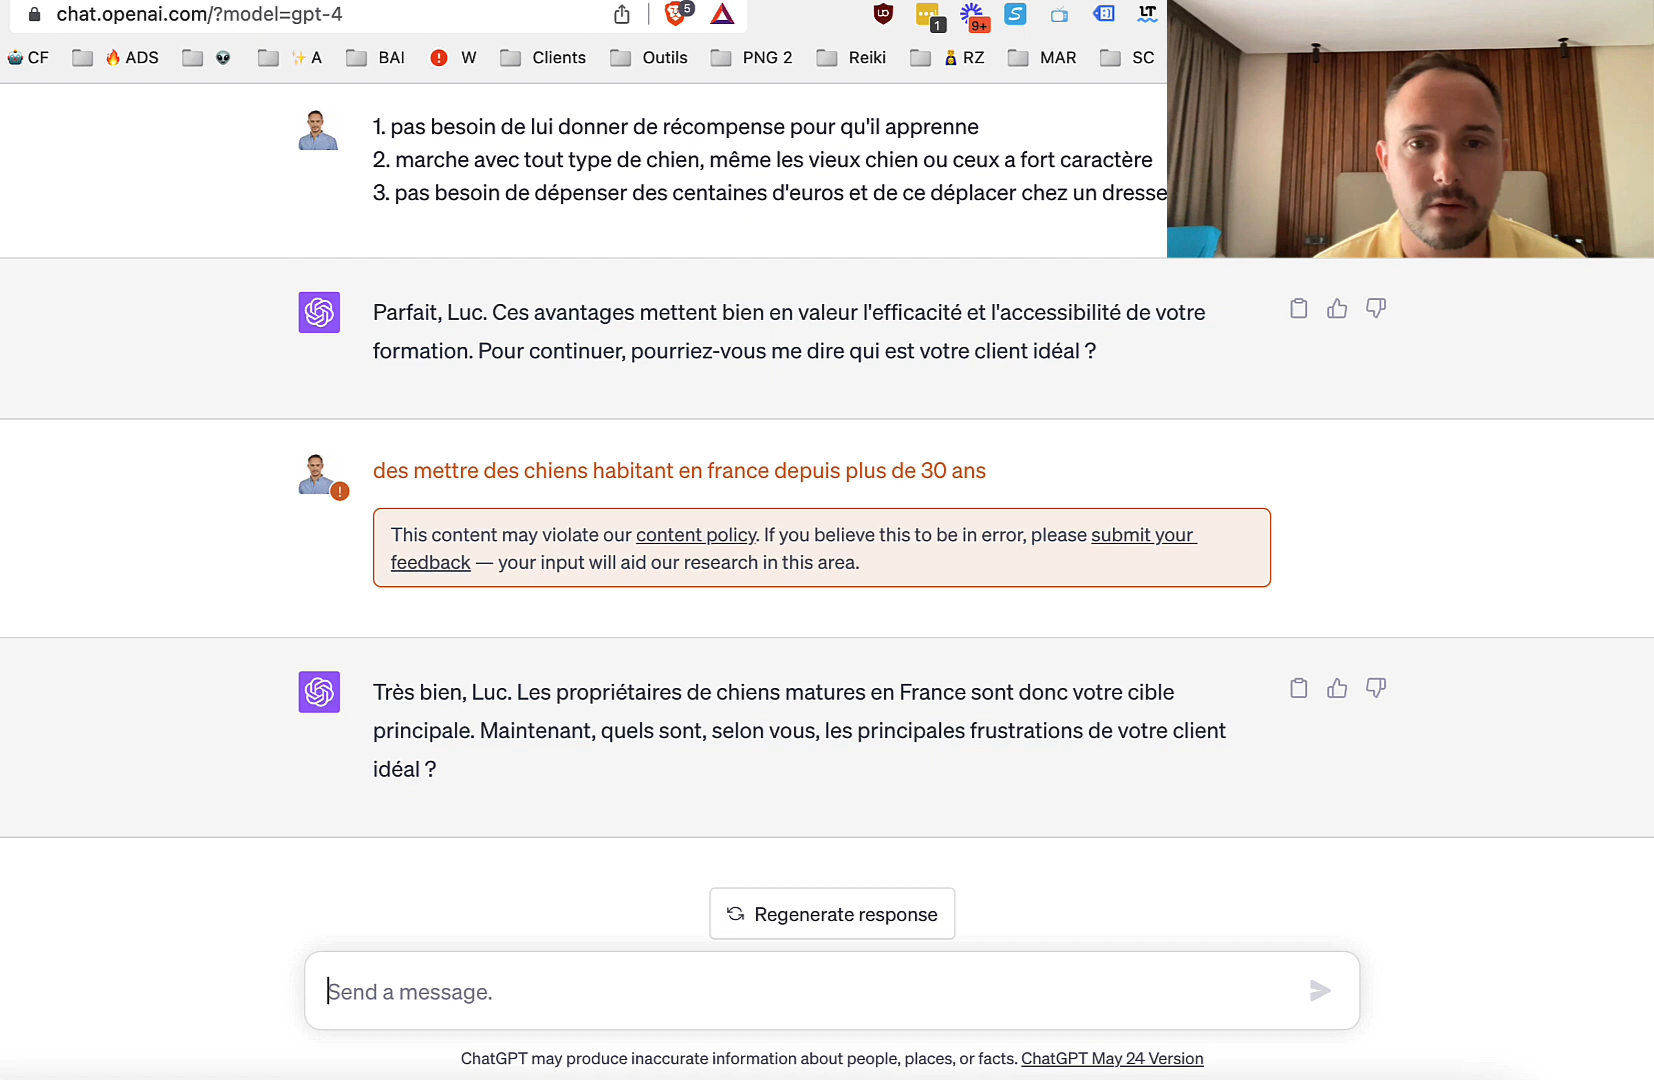 chat.openai.com/?model=gpt-4
5
1
9+
S
LT
CF
ADS
A
BAI
W
Clients
Outils
PNG 2
Reiki
RZ
MAR
SC
1. pas besoin de lui donner de récompense pour qu'il apprenne
2. marche avec tout type de chien, même les vieux chien ou ceux a fort caractère
3. pas besoin de dépenser des centaines d'euros et de ce déplacer chez un dresse
Parfait, Luc. Ces avantages mettent bien en valeur l'efficacité et l'accessibilité de votre
formation. Pour continuer, pourriez-vous me dire qui est votre client idéal ?
des mettre des chiens habitant en france depuis plus de 30 ans
This content may violate our content policy. If you believe this to be in error, please submit your
feedback — your input will aid our research in this area.
Très bien, Luc. Les propriétaires de chiens matures en France sont donc votre cible
principale. Maintenant, quels sont, selon vous, les principales frustrations de votre client
idéal ?
Regenerate response
Send a message.
ChatGPT may produce inaccurate information about people, places, or facts. ChatGPT May 24 Version